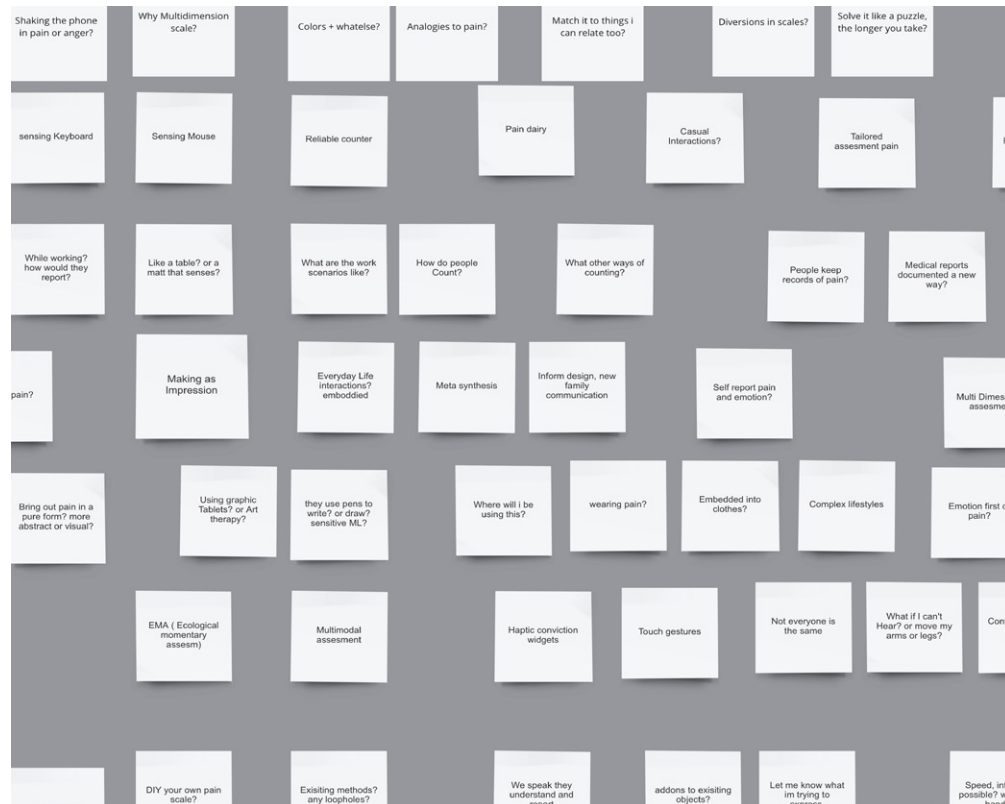 Shaking the phone
in pain or anger?
Why Multidimension
scale?
Colors + whatelse?
Analogies to pain?
Match it to things i
can relate too?
Diversions in scales?
Solve it like a puzzle,
the longer you take?
sensing Keyboard
Sensing Mouse
Reliable counter
Pain dairy
Casual
Interactions?
Tailored
assesment pain
While working?
how would they
report?
Like a table? or a
matt that senses?
What are the work
scenarios like?
How do people
Count?
What other ways of
counting?
People keep
records of pain?
Medical reports
documented a new
way?
pain?
Making as
Impression
Everyday Life
interactions?
emboddied
Meta synthesis
Inform design, new
family
communication
Self report pain
and emotion?
Multi
Bring out pain in a
pure form? more
abstract or visual?
Using graphic
Tablets? or Art
therapy?
they use pens to
write? or draw?
sensitive ML?
Where will i be
using this?
wearing pain?
Embedded into
clothes?
Complex lifestyles
Emotion first
pain?
EMA ( Ecological
momentary
assesm)
Multimodal
assesment
Haptic conviction
widgets
Touch gestures
Not everyone is
the same
What if I can't
Hear? or move my
arms or legs?
DIY your own pain
scale?
Exisiting methods?
any loopholes?
We speak they
understand and
addons to exisiting
objects?
Let me know what
im trying to
Speed,
possible?